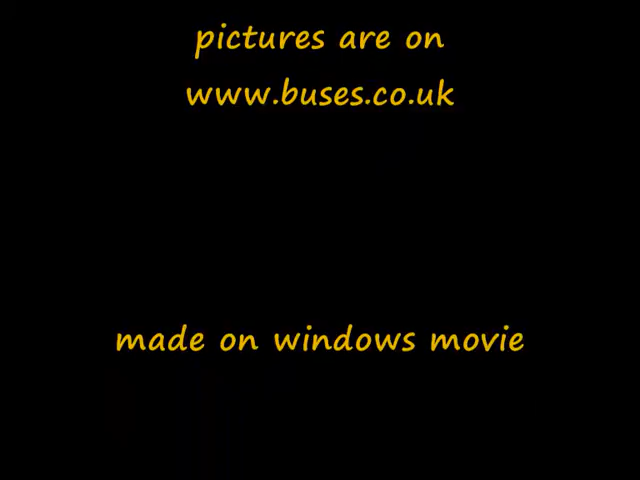 pictures are on
www.buses.co.uk
made on windows movie